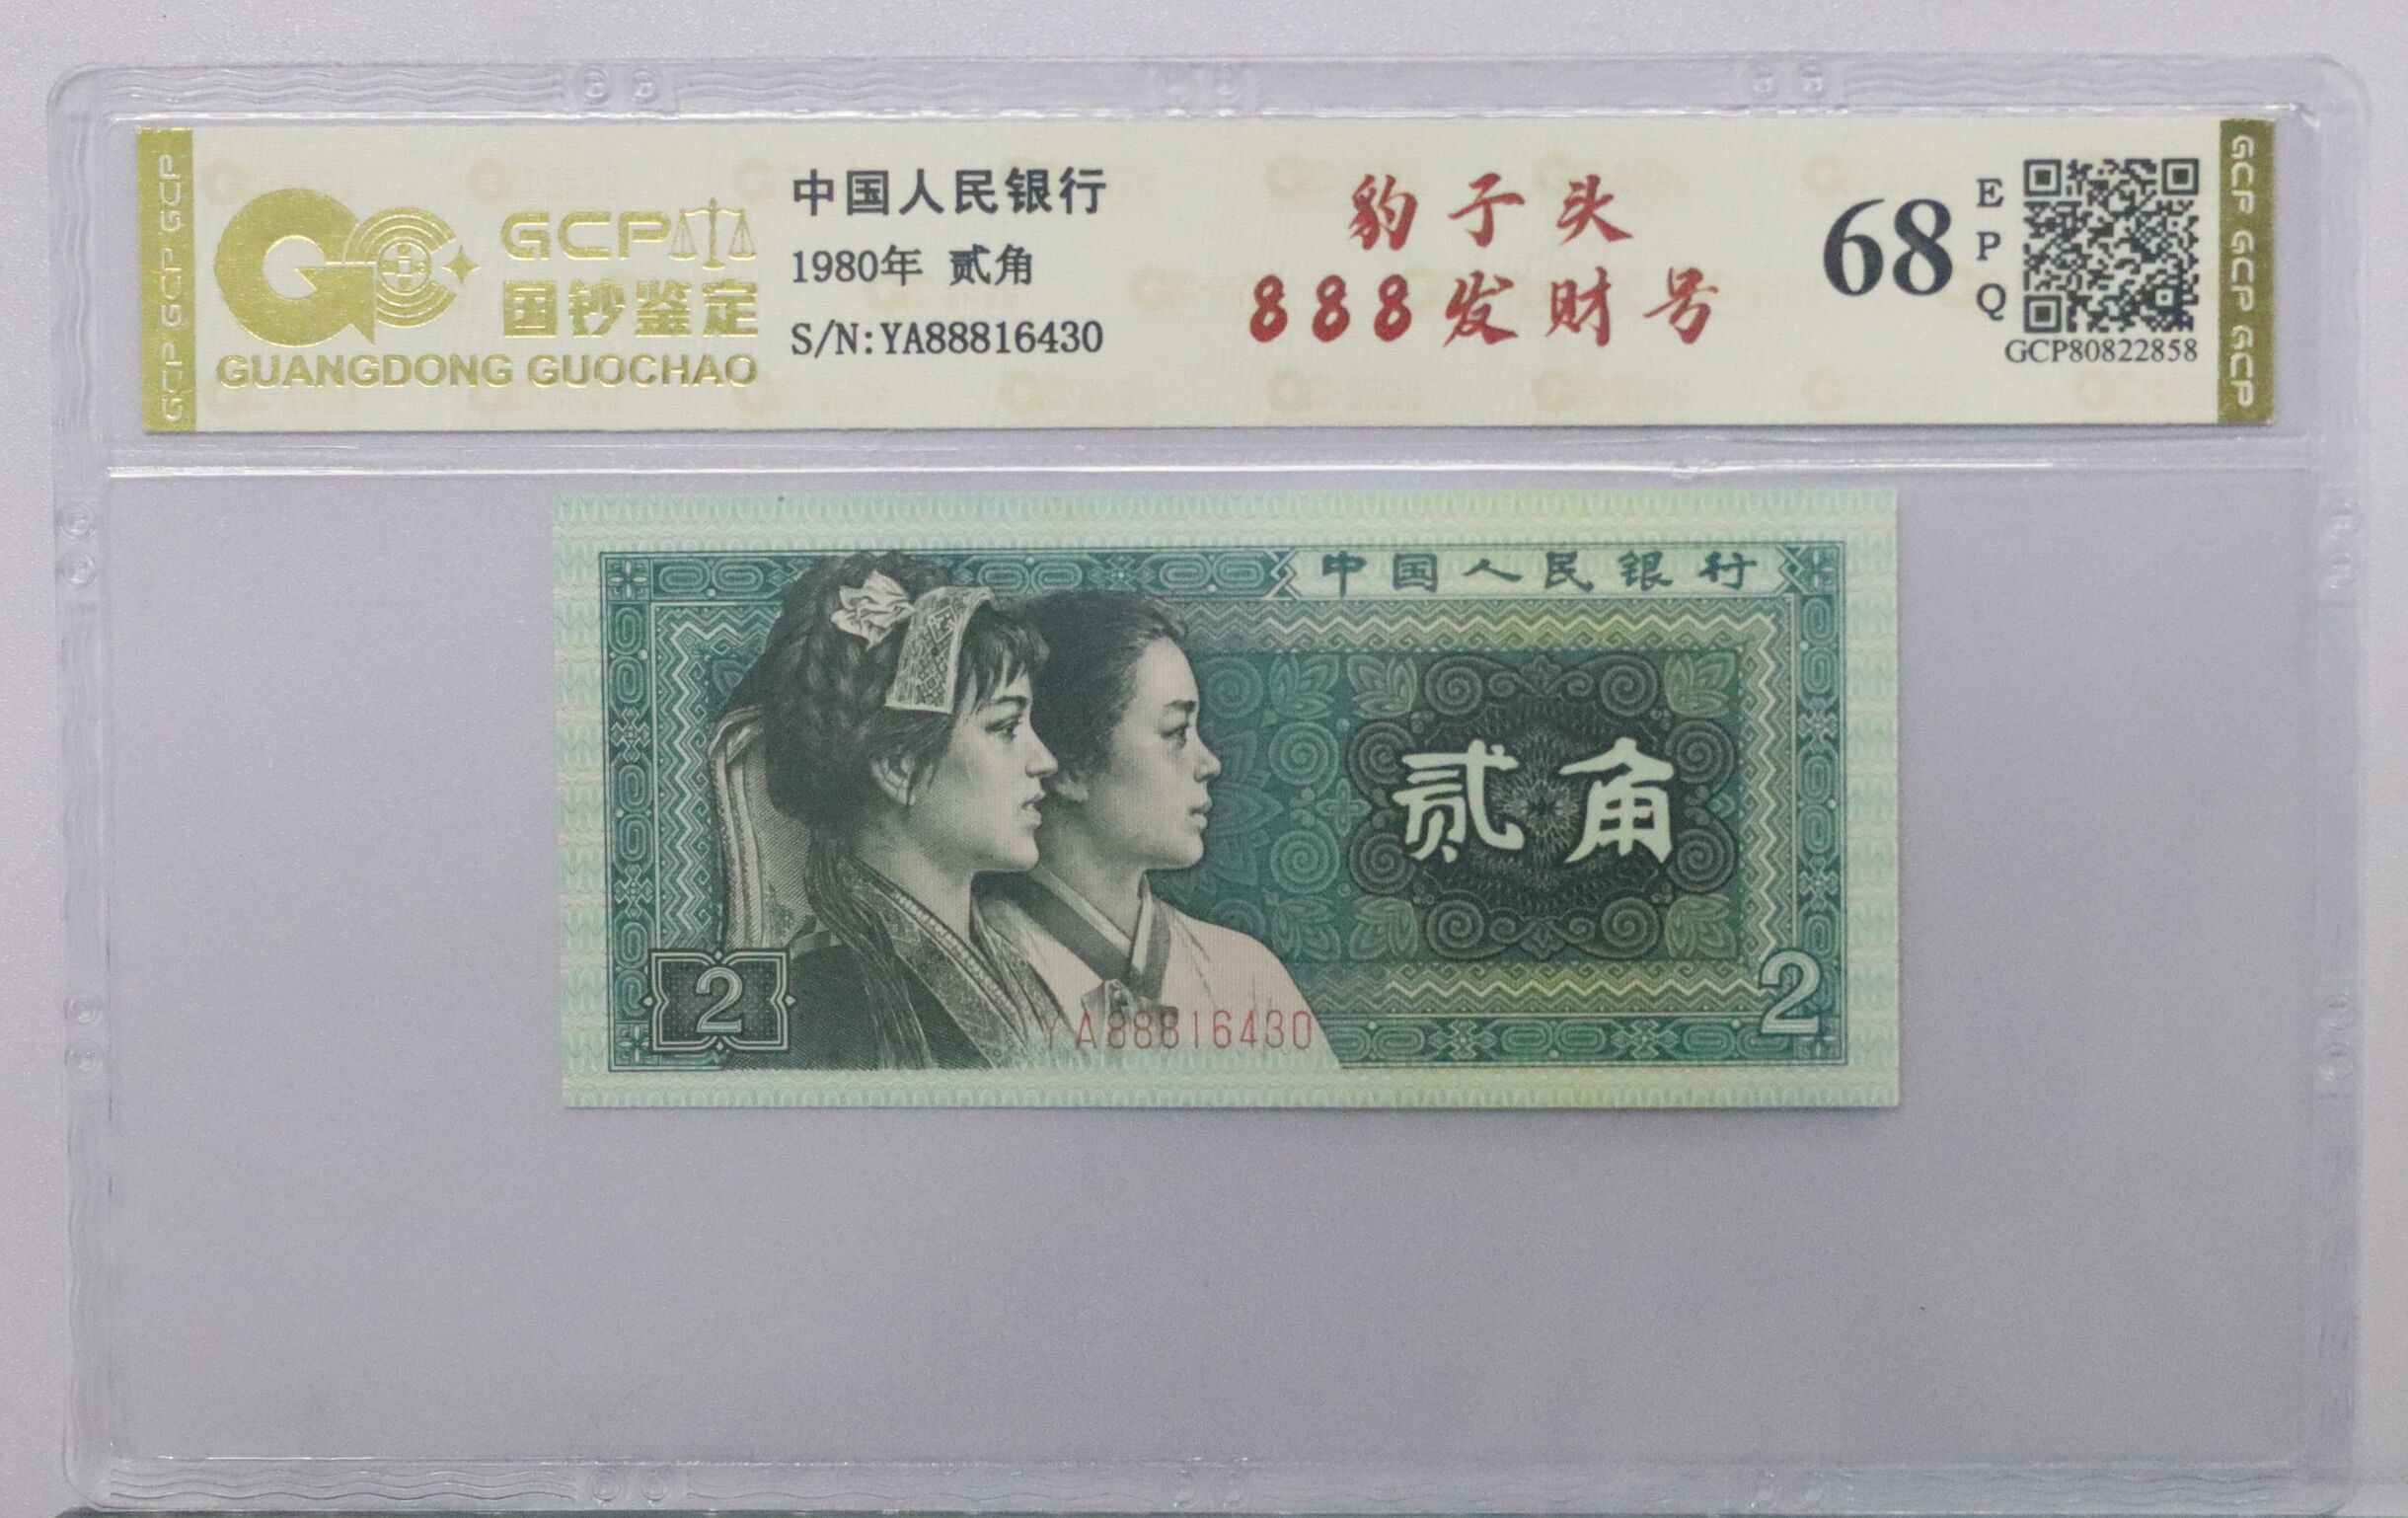 GCP GCP GCP
GCP
国钞鉴定
GUANGDONG GUOCHAO
中国人民银行
1980年 贰角
S/N:YA88816430
豹子头
888发财号
68
EPQ
GCP80822858
GCP GCP GCP
中国人民银行
贰角
2
YA88816430
2